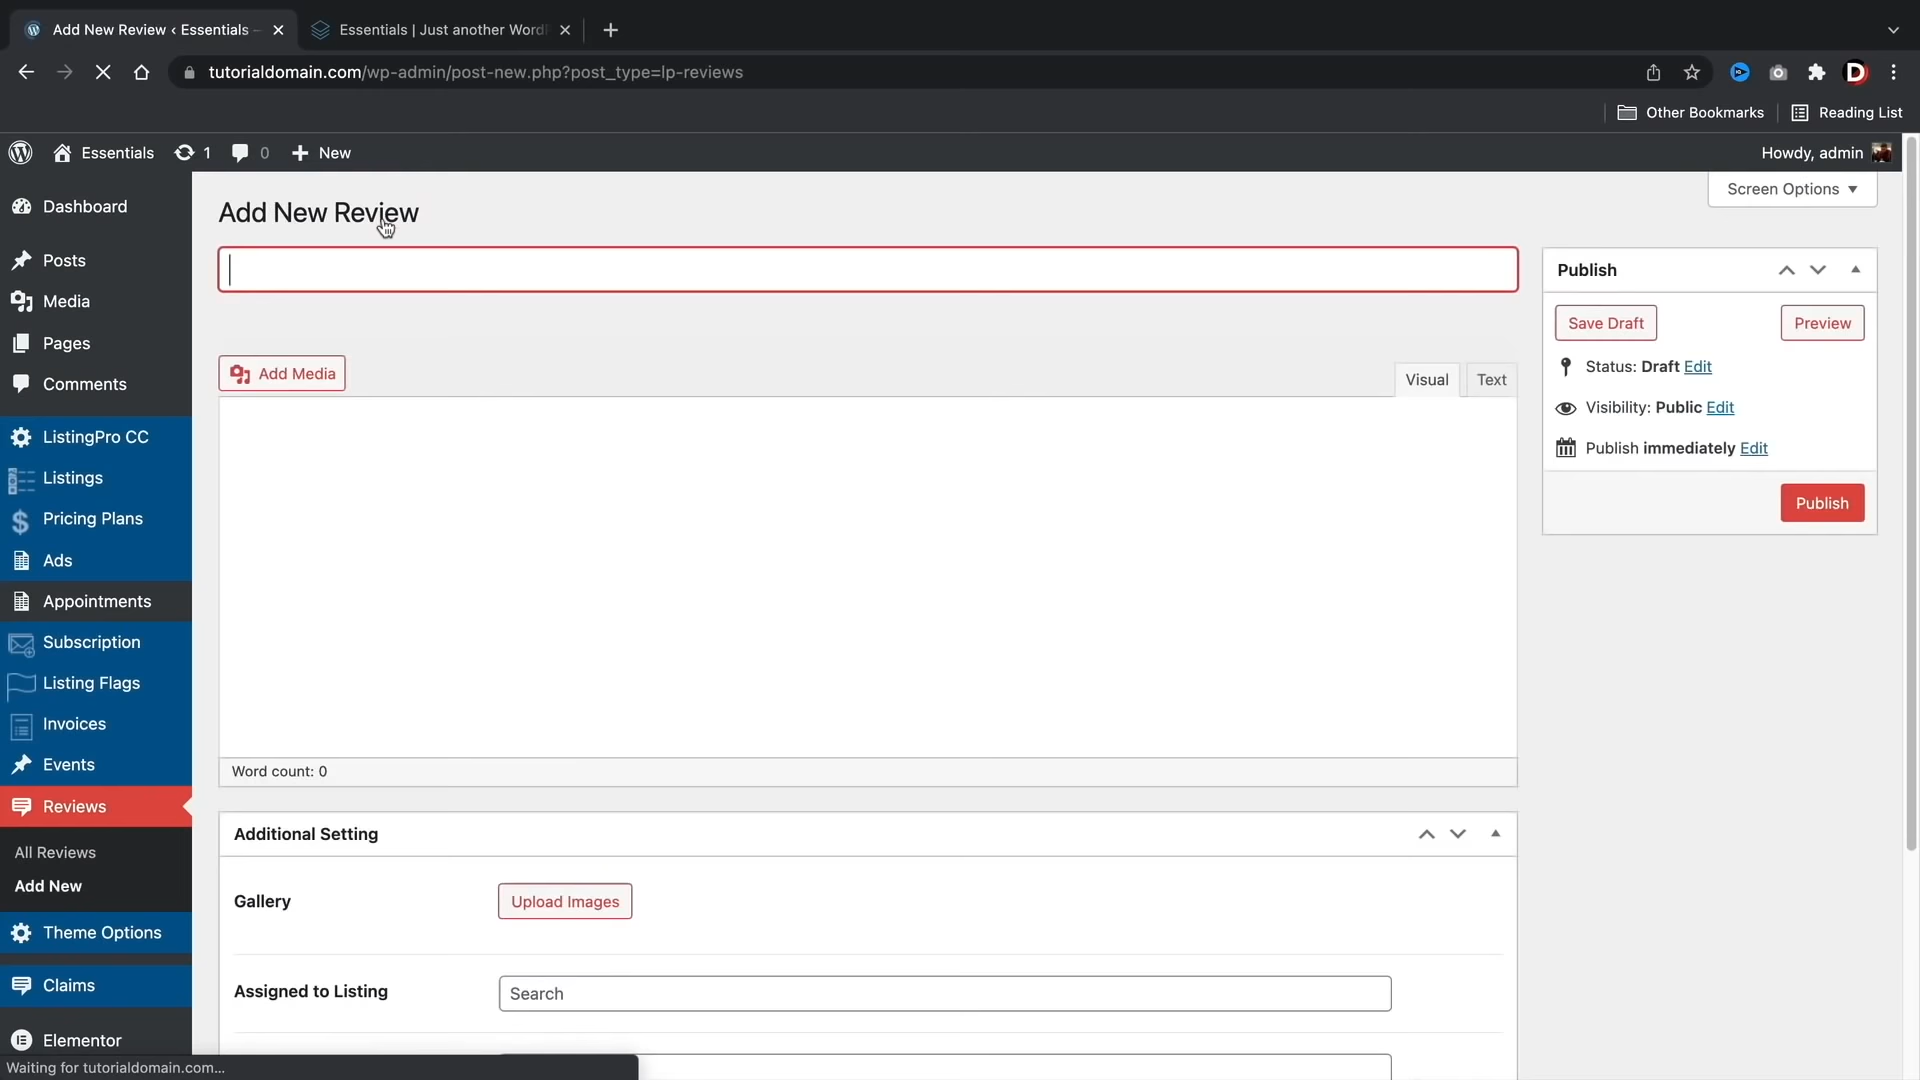 Add New Review ‹ Essentials –
Essentials | Just another Word
tutorialdomain.com/wp-admin/post-new.php?post_type=lp-reviews
Other Bookmarks
Reading List
Essentials
1
0
New
Howdy, admin
Screen Options
Dashboard
Posts
Media
Pages
Comments
ListingPro CC
Listings
Pricing Plans
Ads
Appointments
Subscription
Listing Flags
Invoices
Events
Reviews
All Reviews
Add New
Theme Options
Claims
Elementor
Add New Review
Add Media
Visual
Text
Word count: 0
Additional Setting
Gallery
Upload Images
Assigned to Listing
Search
Publish
Save Draft
Preview
Status: Draft Edit
Visibility: Public Edit
Publish immediately Edit
Publish
Waiting for tutorialdomain.com...